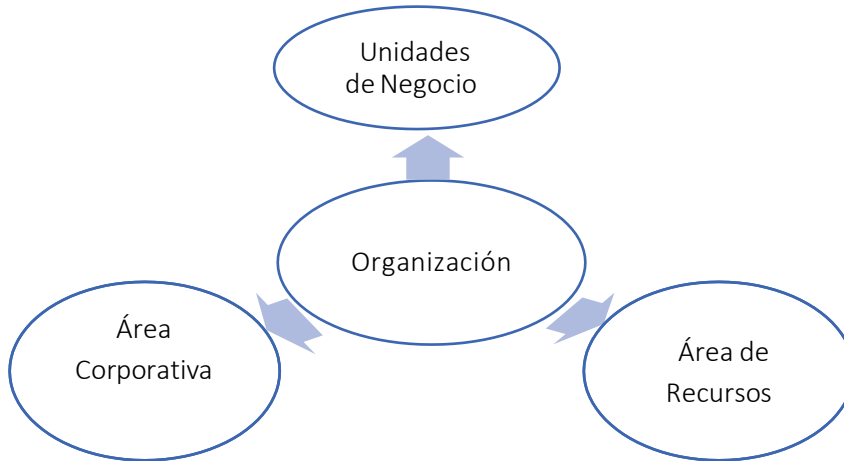 Unidades
de Negocio
Organización
Área
Corporativa
Área de
Recursos